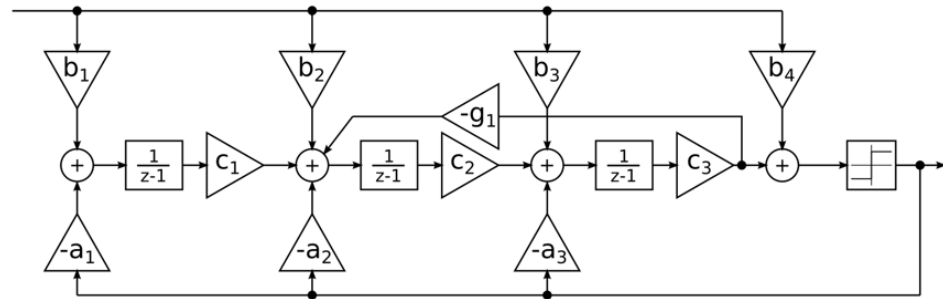 b₁ b₂ b₃ b₄
-g₁
+ 1/z-1 c₁ + 1/z-1 c₂ + 1/z-1 c₃ +
-a₁ -a₂ -a₃